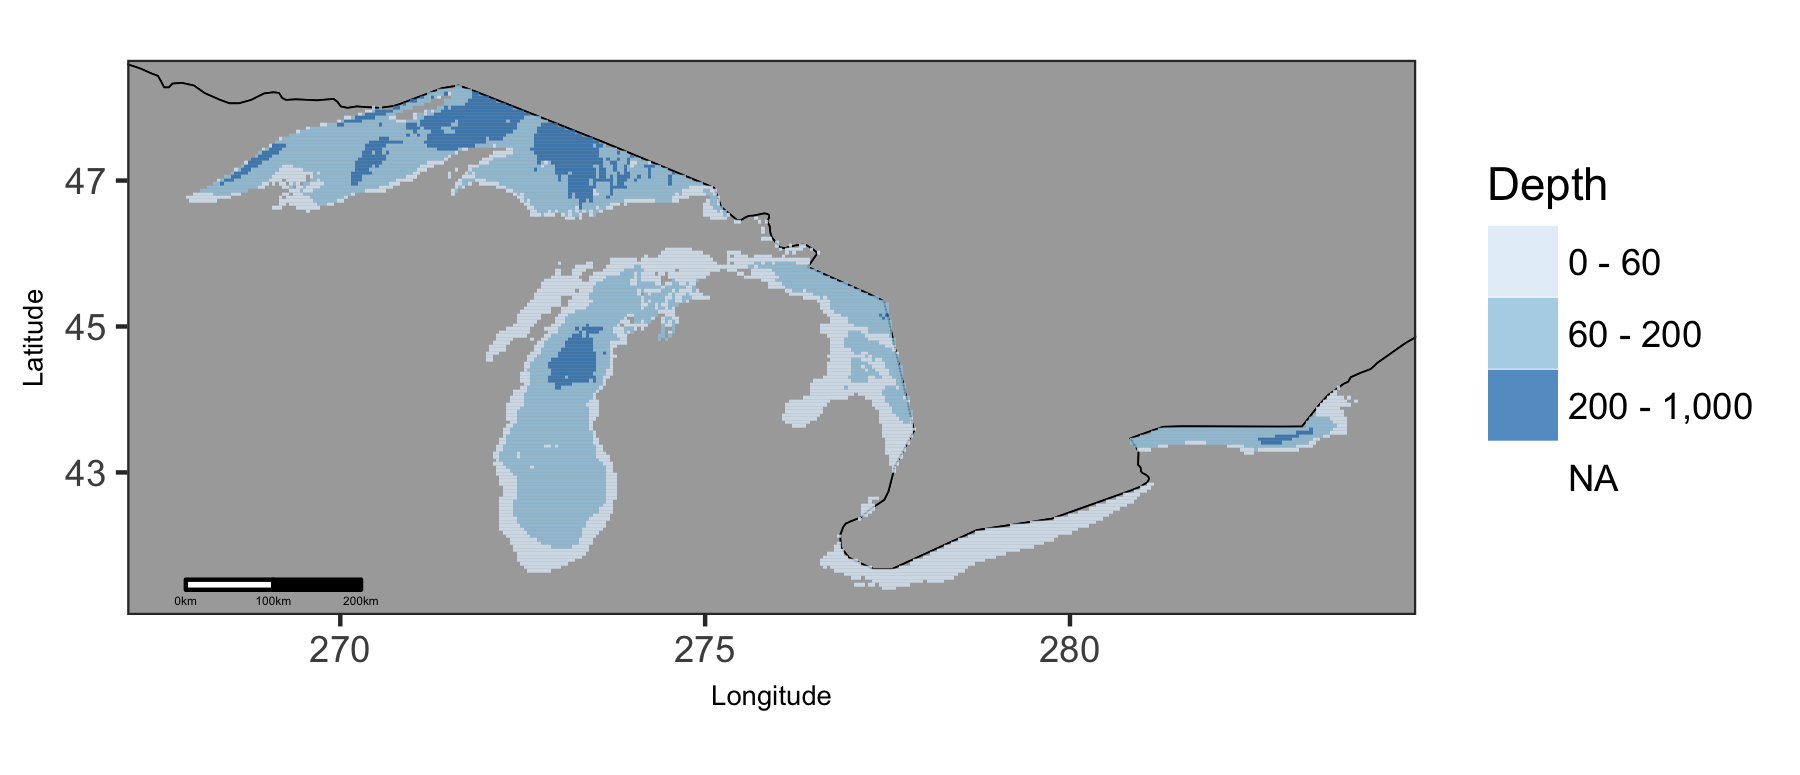 Depth
0 - 60
60 - 200
200 - 1,000
NA
47
45
43
Latitude
0km 100km 200km
270 275 280
Longitude